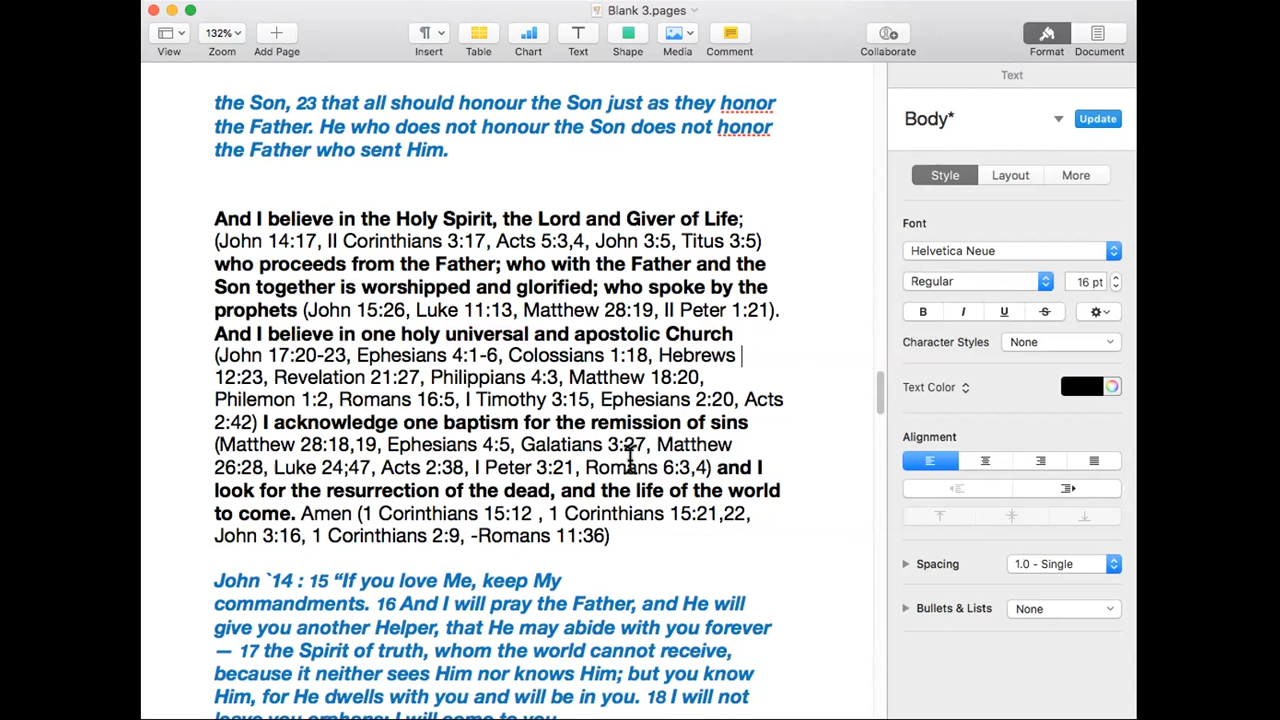 Blank 3.pages
132%
View
Zoom
Add Page
Insert
Table
Chart
Text
Shape
Media
Comment
Collaborate
Format
Document
the Son, 23 that all should honour the Son just as they honor
the Father. He who does not honour the Son does not honor
the Father who sent Him.
And I believe in the Holy Spirit, the Lord and Giver of Life;
(John 14:17, II Corinthians 3:17, Acts 5:3,4, John 3:5, Titus 3:5)
who proceeds from the Father; who with the Father and the
Son together is worshipped and glorified; who spoke by the
prophets (John 15:26, Luke 11:13, Matthew 28:19, II Peter 1:21).
And I believe in one holy universal and apostolic Church
(John 17:20-23, Ephesians 4:1-6, Colossians 1:18, Hebrews
12:23, Revelation 21:27, Philippians 4:3, Matthew 18:20,
Philemon 1:2, Romans 16:5, I Timothy 3:15, Ephesians 2:20, Acts
2:42) I acknowledge one baptism for the remission of sins
(Matthew 28:18,19, Ephesians 4:5, Galatians 3:27, Matthew
26:28, Luke 24;47, Acts 2:38, I Peter 3:21, Romans 6:3,4) and I
look for the resurrection of the dead, and the life of the world
to come. Amen (1 Corinthians 15:12 , 1 Corinthians 15:21,22,
John 3:16, 1 Corinthians 2:9, -Romans 11:36)
John `14 : 15 “If you love Me, keep My
commandments. 16 And I will pray the Father, and He will
give you another Helper, that He may abide with you forever
— 17 the Spirit of truth, whom the world cannot receive,
because it neither sees Him nor knows Him; but you know
Him, for He dwells with you and will be in you. 18 I will not
leave you orphans; I will come to you.
Text
Body*
Update
Style
Layout
More
Font
Helvetica Neue
Regular
16 pt
B
I
U
S
Character Styles
None
Text Color
Alignment
Spacing
1.0 - Single
Bullets & Lists
None